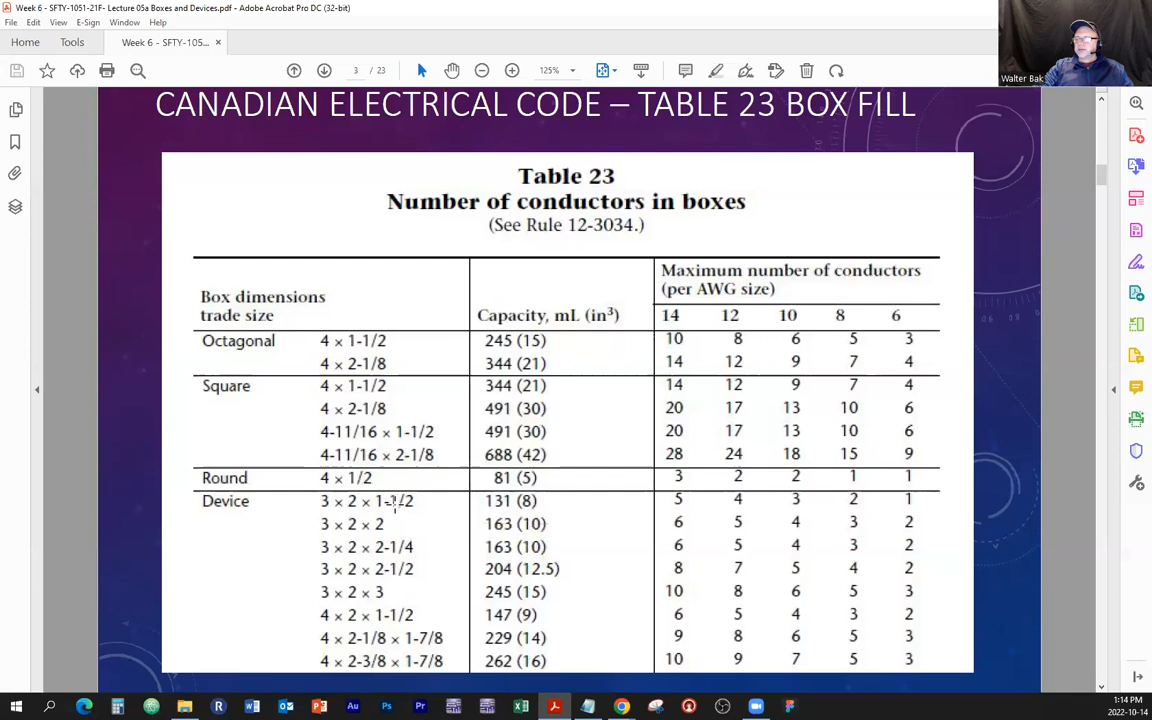 Week 6 - SFTY-1051-21F- Lecture 05a Boxes and Devices.pdf - Adobe Acrobat Pro DC (32-bit)
File Edit View E-Sign Window Help
Home Tools Week 6 - SFTY-105... ×
3 / 23 125%
Walter Bak
CANADIAN ELECTRICAL CODE – TABLE 23 BOX FILL
Table 23
Number of conductors in boxes
(See Rule 12-3034.)
Box dimensions trade size Capacity, mL (in³) Maximum number of conductors (per AWG size)
14 12 10 8 6
Octagonal 4 × 1-1/2 245 (15) 10 8 6 5 3
4 × 2-1/8 344 (21) 14 12 9 7 4
Square 4 × 1-1/2 344 (21) 14 12 9 7 4
4 × 2-1/8 491 (30) 20 17 13 10 6
4-11/16 × 1-1/2 491 (30) 20 17 13 10 6
4-11/16 × 2-1/8 688 (42) 28 24 18 15 9
Round 4 × 1/2 81 (5) 3 2 2 1 1
Device 3 × 2 × 1-1/2 131 (8) 5 4 3 2 1
3 × 2 × 2 163 (10) 6 5 4 3 2
3 × 2 × 2-1/4 163 (10) 6 5 4 3 2
3 × 2 × 2-1/2 204 (12.5) 8 7 5 4 2
3 × 2 × 3 245 (15) 10 8 6 5 3
4 × 2 × 1-1/2 147 (9) 6 5 4 3 2
4 × 2-1/8 × 1-7/8 229 (14) 9 8 6 5 3
4 × 2-3/8 × 1-7/8 262 (16) 10 9 7 5 3
1:14 PM
2022-10-14